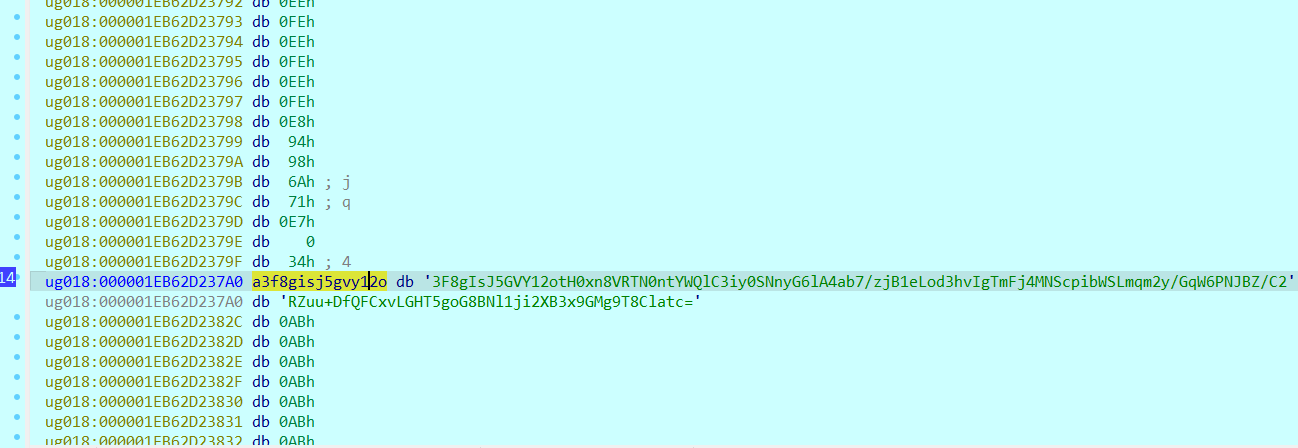 ug018:000001EB62D23792 db 0EEh
ug018:000001EB62D23793 db 0FEh
ug018:000001EB62D23794 db 0EEh
ug018:000001EB62D23795 db 0FEh
ug018:000001EB62D23796 db 0EEh
ug018:000001EB62D23797 db 0FEh
ug018:000001EB62D23798 db 0E8h
ug018:000001EB62D23799 db 94h
ug018:000001EB62D2379A db 98h
ug018:000001EB62D2379B db 6Ah ; j
ug018:000001EB62D2379C db 71h ; q
ug018:000001EB62D2379D db 0E7h
ug018:000001EB62D2379E db 0
ug018:000001EB62D2379F db 34h ; 4
14 ug018:000001EB62D237A0 a3f8gisj5gvy12o db '3F8gIsJ5GVY12otH0xn8VRTN0ntYWQlC3iy0SNnyG6lA4ab7/zjB1eLod3hvIgTmFj4MNScpibWSLmqm2y/GqW6PNJBZ/C2'
ug018:000001EB62D237A0 db 'RZuu+DfQFCxvLGHT5goG8BNl1ji2XB3x9GMg9T8Clatc='
ug018:000001EB62D2382C db 0ABh
ug018:000001EB62D2382D db 0ABh
ug018:000001EB62D2382E db 0ABh
ug018:000001EB62D2382F db 0ABh
ug018:000001EB62D23830 db 0ABh
ug018:000001EB62D23831 db 0ABh
ug018:000001EB62D23832 db 0ABh